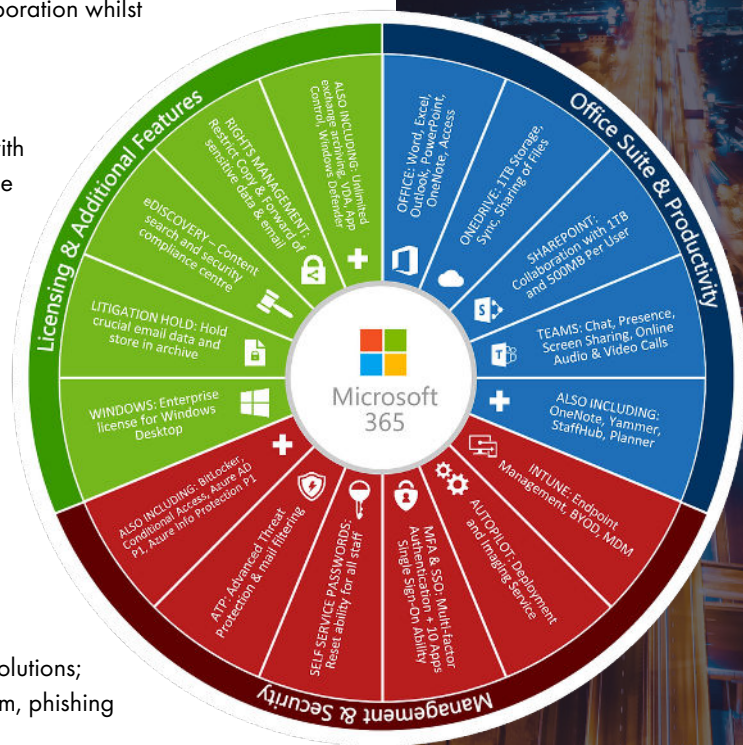 oration whilst
ith
e
olutions;
m, phishing
Licensing & Additional Features
Office Suite & Productivity
Management & Security
Microsoft
365
OFFICE: Word, Excel,
Outlook, PowerPoint,
OneNote, Access
ONEDRIVE: 1TB Storage,
Sync, Sharing of Files
SHAREPOINT:
Collaboration with 1TB
and 500MB Per User
TEAMS: Chat, Presence,
Screen Sharing, Online
Audio & Video Calls
ALSO INCLUDING:
OneNote, Yammer,
StaffHub, Planner
INTUNE: Endpoint
Management, BYOD, MDM
AUTOPILOT: Deployment
and Imaging Service
MFA & SSO: Multi-factor
Authentication + 10 Apps
Single Sign-On Ability
SELF SERVICE PASSWORDS:
Reset ability for all staff
ATP: Advanced Threat
Protection & mail filtering
ALSO INCLUDING: BitLocker,
Conditional Access, Azure AD
P1, Azure Info Protection P1
WINDOWS: Enterprise
license for Windows
Desktop
LITIGATION HOLD: Hold
crucial email data and
store in archive
eDISCOVERY – Content
search and security
compliance centre
RIGHTS MANAGEMENT:
Restrict Copy & Forward of
sensitive data & email
ALSO INCLUDING: Unlimited
exchange archiving, VDA, App
Control, Windows Defender